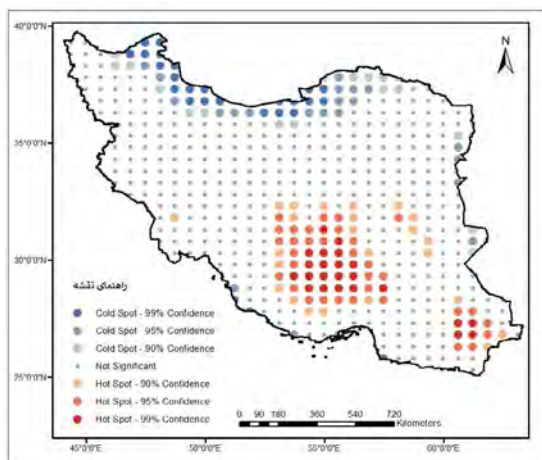 40°0'0"N
N
35°0'0"N
30°0'0"N
25°0'0"N
راهنمای نقشه
Cold Spot - 99% Confidence
Cold Spot - 95% Confidence
Cold Spot - 90% Confidence
Not Significant
Hot Spot - 90% Confidence
Hot Spot - 95% Confidence
Hot Spot - 99% Confidence
0 90 180 360 540 720
Kilometers
45°0'0"E 50°0'0"E 55°0'0"E 60°0'0"E